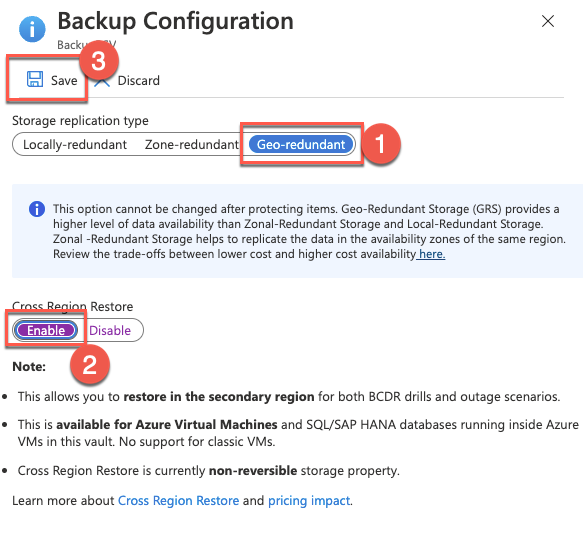 Backup Configuration
Backup
3
Save Discard
Storage replication type
Locally-redundant Zone-redundant Geo-redundant 1
This option cannot be changed after protecting items. Geo-Redundant Storage (GRS) provides a
higher level of data availability than Zonal-Redundant Storage and Local-Redundant Storage.
Zonal -Redundant Storage helps to replicate the data in the availability zones of the same region.
Review the trade-offs between lower cost and higher cost availability here.
Cross Region Restore
Enable Disable
2
Note:
• This allows you to restore in the secondary region for both BCDR drills and outage scenarios.
• This is available for Azure Virtual Machines and SQL/SAP HANA databases running inside Azure
VMs in this vault. No support for classic VMs.
• Cross Region Restore is currently non-reversible storage property.
Learn more about Cross Region Restore and pricing impact.